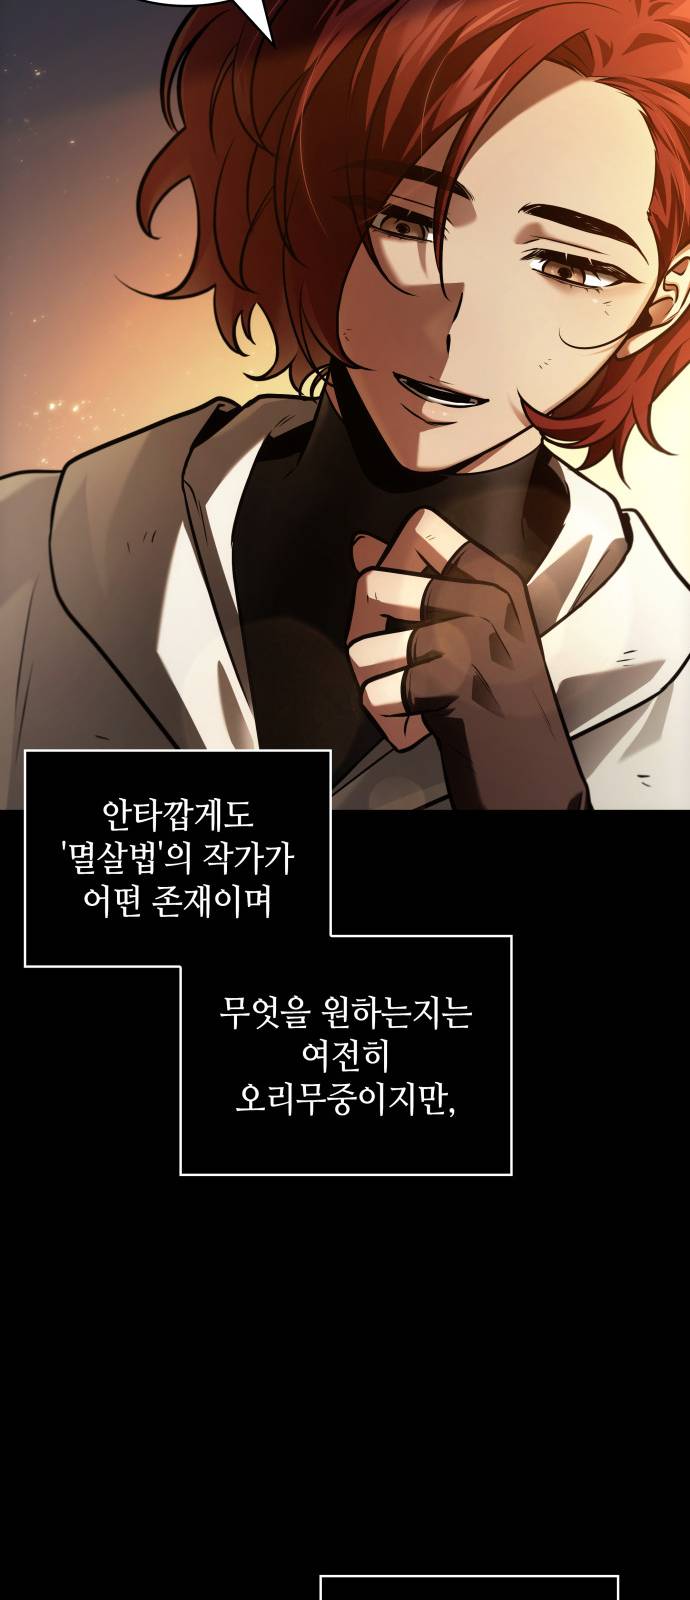 안타깝게도
'멸살법'의 작가가
어떤 존재이며
무엇을 원하는지는
여전히
오리무중이지만,